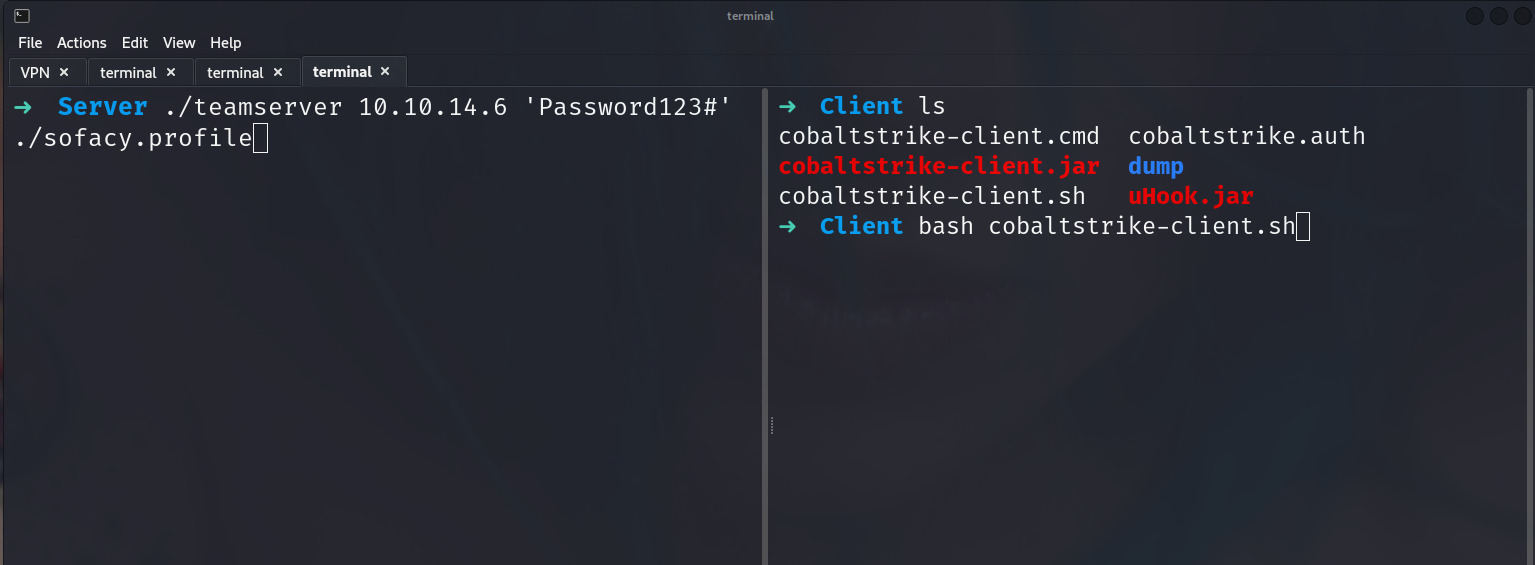 terminal
File Actions Edit View Help
VPN × terminal × terminal × terminal ×
➜ Server ./teamserver 10.10.14.6 'Password123#'
./sofacy.profile
➜ Client ls
cobaltstrike-client.cmd cobaltstrike.auth
cobaltstrike-client.jar dump
cobaltstrike-client.sh uHook.jar
➜ Client bash cobaltstrike-client.sh